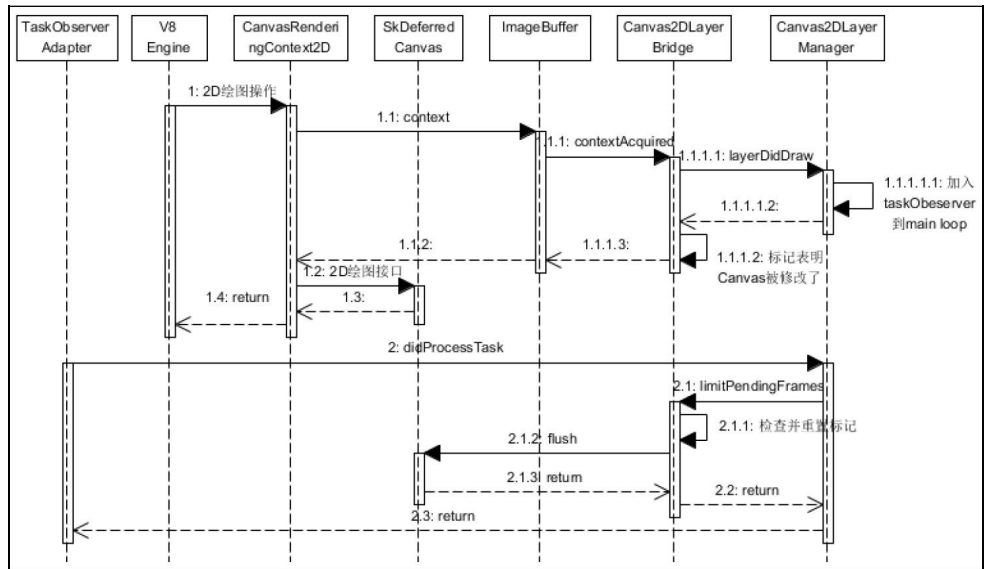 TaskObserver
Adapter
V8
Engine
CanvasRenderi
ngContext2D
SkDeferred
Canvas
ImageBuffer
Canvas2DLayer
Bridge
Canvas2DLayer
Manager
1: 2D绘图操作
1.1: context
1.1.1: contextAcquired
1.1.1.1: layerDidDraw
1.1.1.1.1: 加入
taskObeserver
到main loop
1.1.1.1.2:
1.1.1.2: 标记表明
Canvas被修改了
1.1.1.3:
1.1.2:
1.2: 2D绘图接口
1.3:
1.4: return
2: didProcessTask
2.1: limitPendingFrames
2.1.1: 检查并重置标记
2.1.2: flush
2.1.3: return
2.2: return
2.3: return